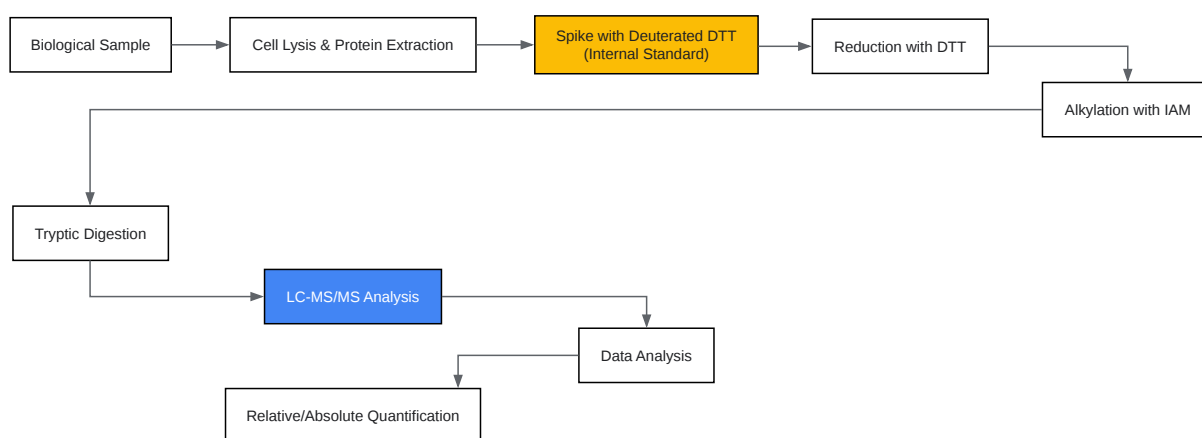 Biological Sample
Cell Lysis & Protein Extraction
Spike with Deuterated DTT
(Internal Standard)
Reduction with DTT
Alkylation with IAM
Tryptic Digestion
LC-MS/MS Analysis
Data Analysis
Relative/Absolute Quantification